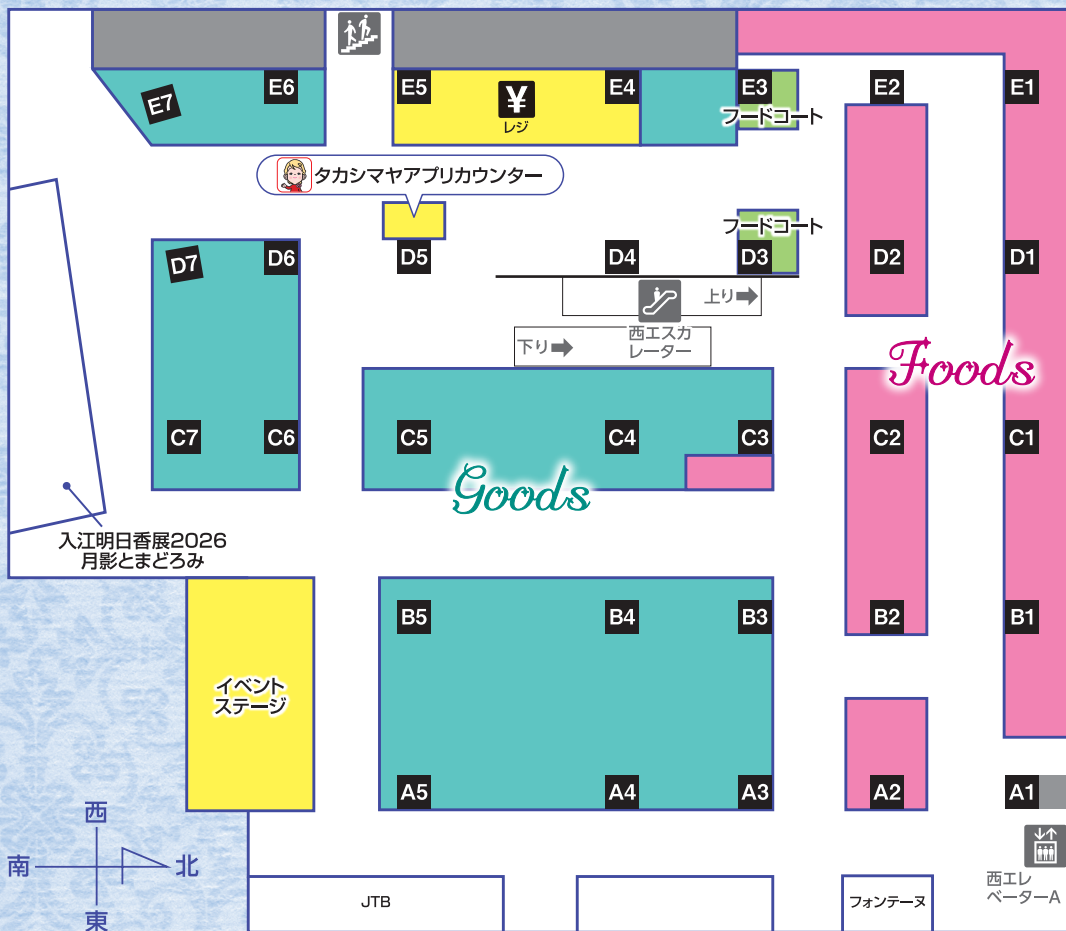 E7
E6
E5
¥
レジ
E4
E3
フードコート
E2
E1
タカシマヤアプリカウンター
フードコート
D7
D6
D5
D4
D3
D2
D1
上り
西エスカ
レーター
下り
Foods
C7
C6
C5
C4
C3
C2
C1
Goods
入江明日香展2026
月影とまどろみ
B5
B4
B3
B2
B1
イベント
ステージ
A5
A4
A3
A2
A1
西
南
北
東
西エレ
ベーターA
JTB
フォンテーヌ